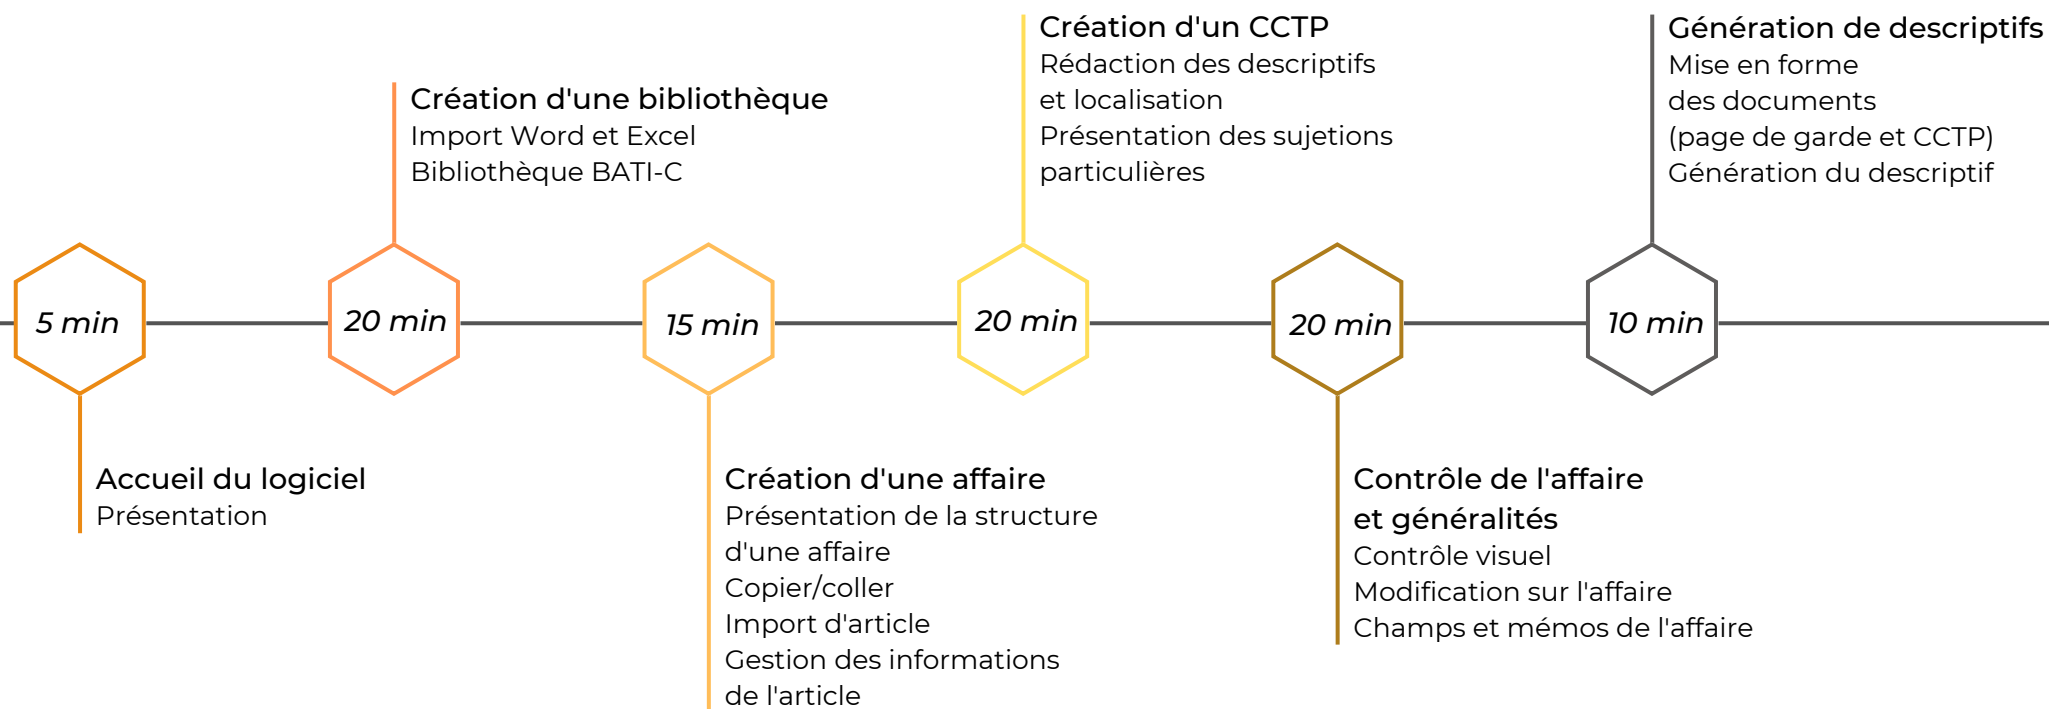 5 min
Accueil du logiciel
Présentation
20 min
Création d'une bibliothèque
Import Word et Excel
Bibliothèque BATI-C
15 min
Création d'une affaire
Présentation de la structure
d'une affaire
Copier/coller
Import d'article
Gestion des informations
de l'article
20 min
Création d'un CCTP
Rédaction des descriptifs
et localisation
Présentation des sujetions
particulières
20 min
Contrôle de l'affaire
et généralités
Contrôle visuel
Modification sur l'affaire
Champs et mémos de l'affaire
10 min
Génération de descriptifs
Mise en forme
des documents
(page de garde et CCTP)
Génération du descriptif